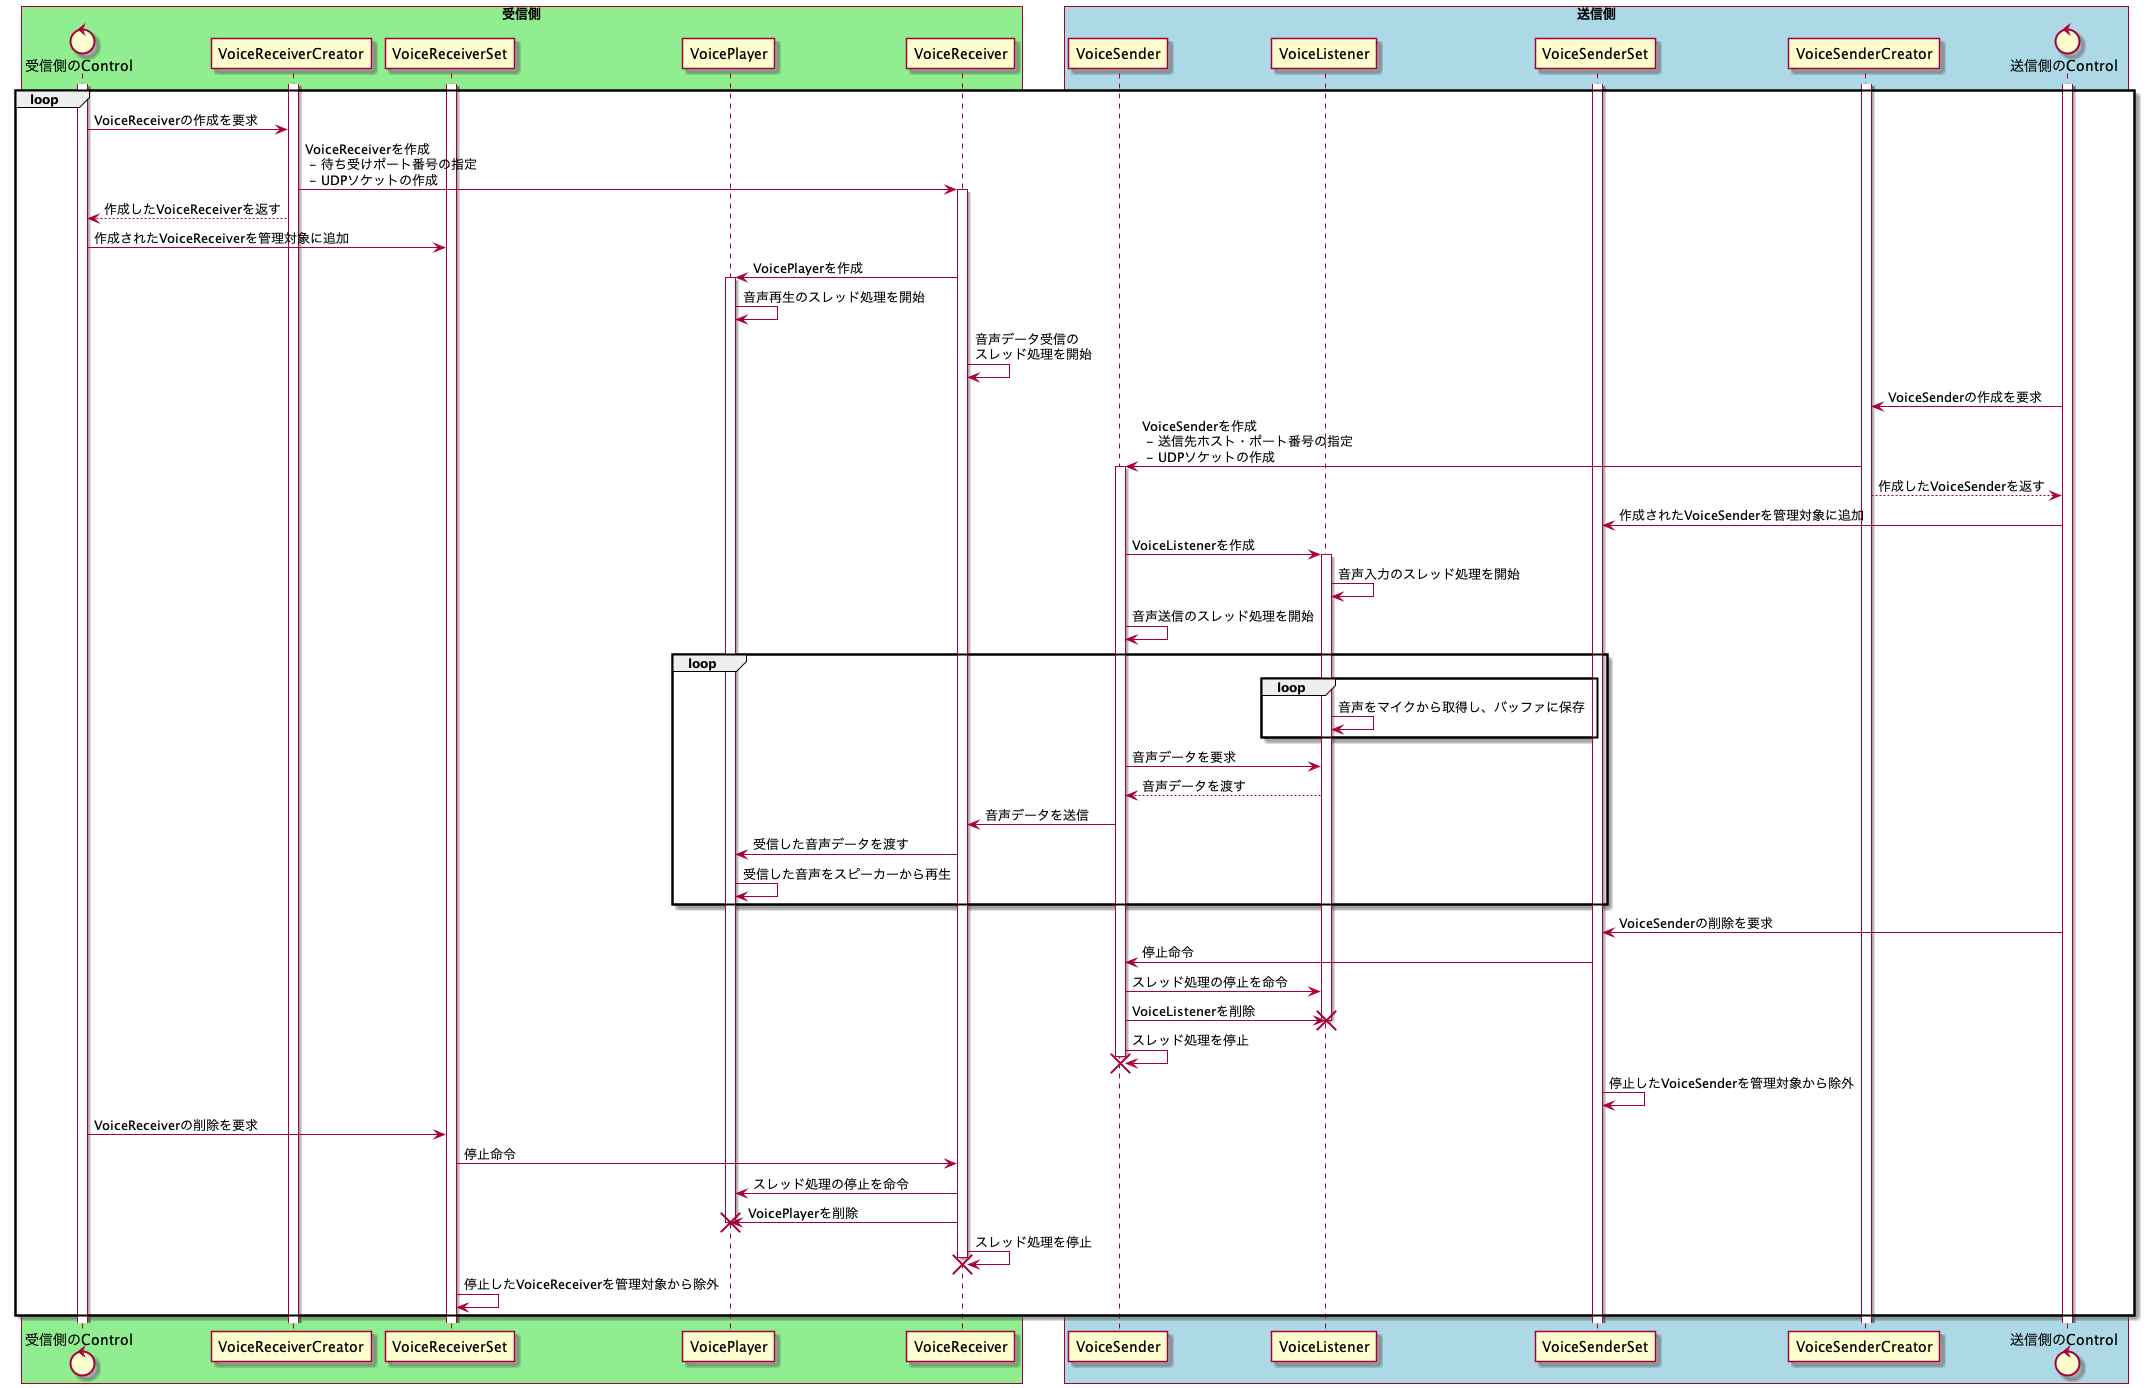 受信側
送信側
受信側のControl
VoiceReceiverCreator
VoiceReceiverSet
VoicePlayer
VoiceReceiver
VoiceSender
VoiceListener
VoiceSenderSet
VoiceSenderCreator
送信側のControl
loop
VoiceReceiverの作成を要求
VoiceReceiverを作成
- 待ち受けポート番号の指定
- UDPソケットの作成
作成したVoiceReceiverを返す
作成されたVoiceReceiverを管理対象に追加
VoicePlayerを作成
音声再生のスレッド処理を開始
音声データ受信の
スレッド処理を開始
VoiceSenderの作成を要求
VoiceSenderを作成
- 送信先ホスト・ポート番号の指定
- UDPソケットの作成
作成したVoiceSenderを返す
作成されたVoiceSenderを管理対象に追加
VoiceListenerを作成
音声入力のスレッド処理を開始
音声送信のスレッド処理を開始
loop
loop
音声をマイクから取得し、バッファに保存
音声データを要求
音声データを渡す
音声データを送信
受信した音声データを渡す
受信した音声をスピーカーから再生
VoiceSenderの削除を要求
停止命令
スレッド処理の停止を命令
VoiceListenerを削除
スレッド処理を停止
停止したVoiceSenderを管理対象から除外
VoiceReceiverの削除を要求
停止命令
スレッド処理の停止を命令
VoicePlayerを削除
スレッド処理を停止
停止したVoiceReceiverを管理対象から除外
受信側のControl
VoiceReceiverCreator
VoiceReceiverSet
VoicePlayer
VoiceReceiver
VoiceSender
VoiceListener
VoiceSenderSet
VoiceSenderCreator
送信側のControl